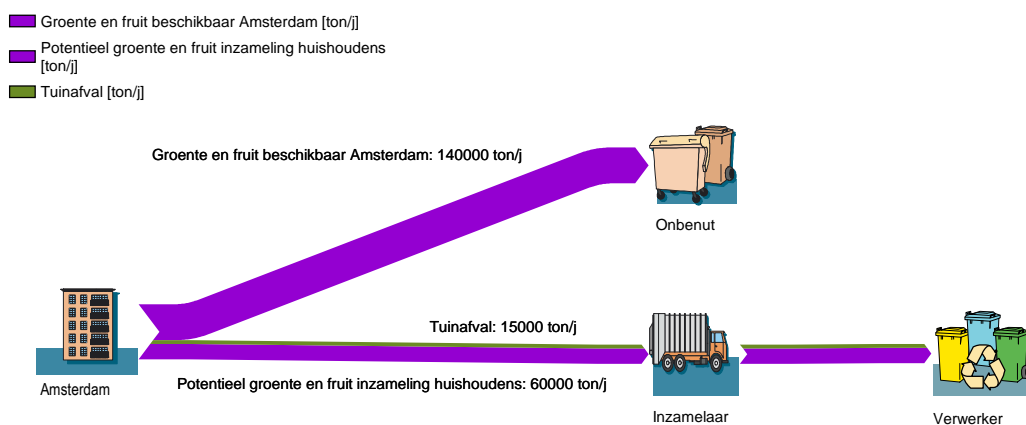 Groente en fruit beschikbaar Amsterdam [ton/j]
Potentieel groente en fruit inzameling huishoudens
[ton/j]
Tuinafval [ton/j]
Groente en fruit beschikbaar Amsterdam: 140000 ton/j
Onbenut
Tuinafval: 15000 ton/j
Amsterdam
Potentieel groente en fruit inzameling huishoudens: 60000 ton/j
Inzamelaar
Verwerker